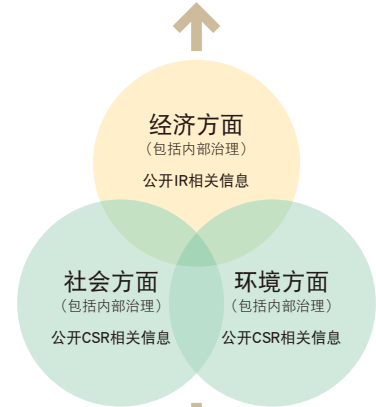 经济方面
（包括内部治理）
公开IR相关信息
社会方面
（包括内部治理）
公开CSR相关信息
环境方面
（包括内部治理）
公开CSR相关信息